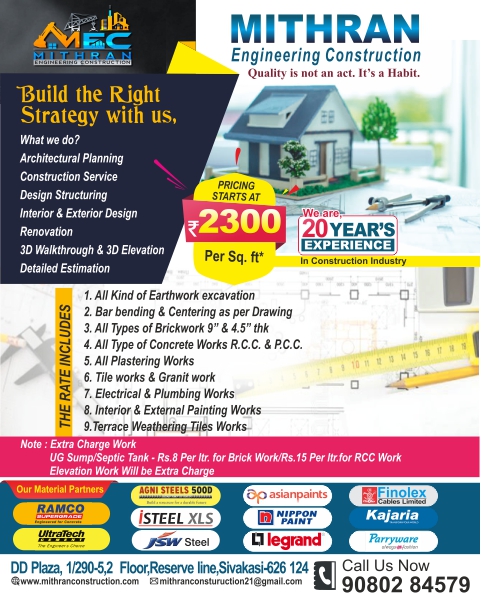 MEC
MITHRAN
ENGINEERING CONSTRUCTION
MITHRAN
Engineering Construction
Quality is not an act. It's a Habit.
Build the Right
Strategy with us,
What we do?
Architectural Planning
Construction Service
Design Structuring
Interior & Exterior Design
Renovation
3D Walkthrough & 3D Elevation
Detailed Estimation
PRICING
STARTS AT
₹2300
Per Sq. ft*
We are,
20 YEAR'S
EXPERIENCE
In Construction Industry
THE RATE INCLUDES
1. All Kind of Earthwork excavation
2. Bar bending & Centering as per Drawing
3. All Types of Brickwork 9” & 4.5” thk
4. All Type of Concrete Works R.C.C. & P.C.C.
5. All Plastering Works
6. Tile works & Granit work
7. Electrical & Plumbing Works
8. Interior & External Painting Works
9.Terrace Weathering Tiles Works
Note : Extra Charge Work
UG Sump/Septic Tank - Rs.8 Per ltr. for Brick Work/Rs.15 Per ltr.for RCC Work
Elevation Work Will be Extra Charge
Our Material Partners
AGNI STEELS 500D
asianpaints
Finolex
Cables Limited
RAMCO
SUPERGRADE
Engineered for Concrete
iSTEEL XLS
NIPPON
PAINT
Kajaria
UltraTech
CEMENT
The Engineer's Choice
JSW Steel
legrand
Parryware
DD Plaza, 1/290-5,2 Floor,Reserve line,Sivakasi-626 124
www.mithranconstruction.com
mithranconsturuction21@gmail.com
Call Us Now
90802 84579